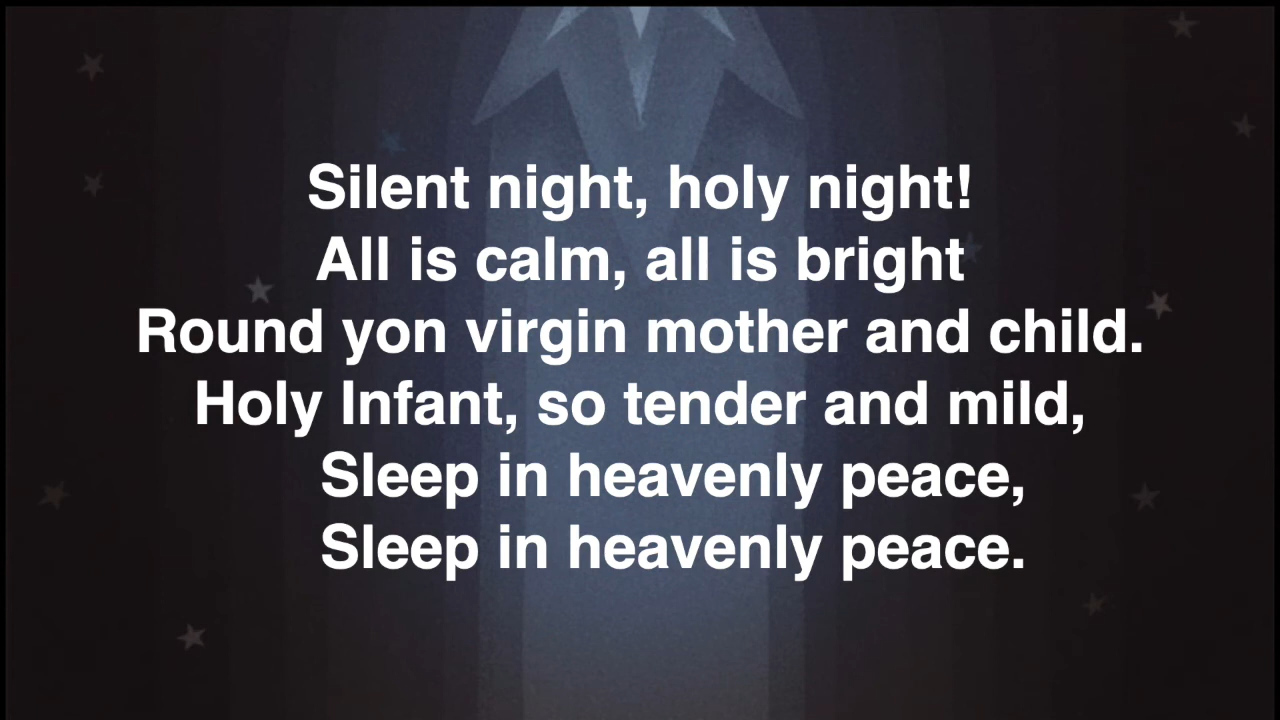 Silent night, holy night!
All is calm, all is bright
Round yon virgin mother and child.
Holy Infant, so tender and mild,
Sleep in heavenly peace,
Sleep in heavenly peace.